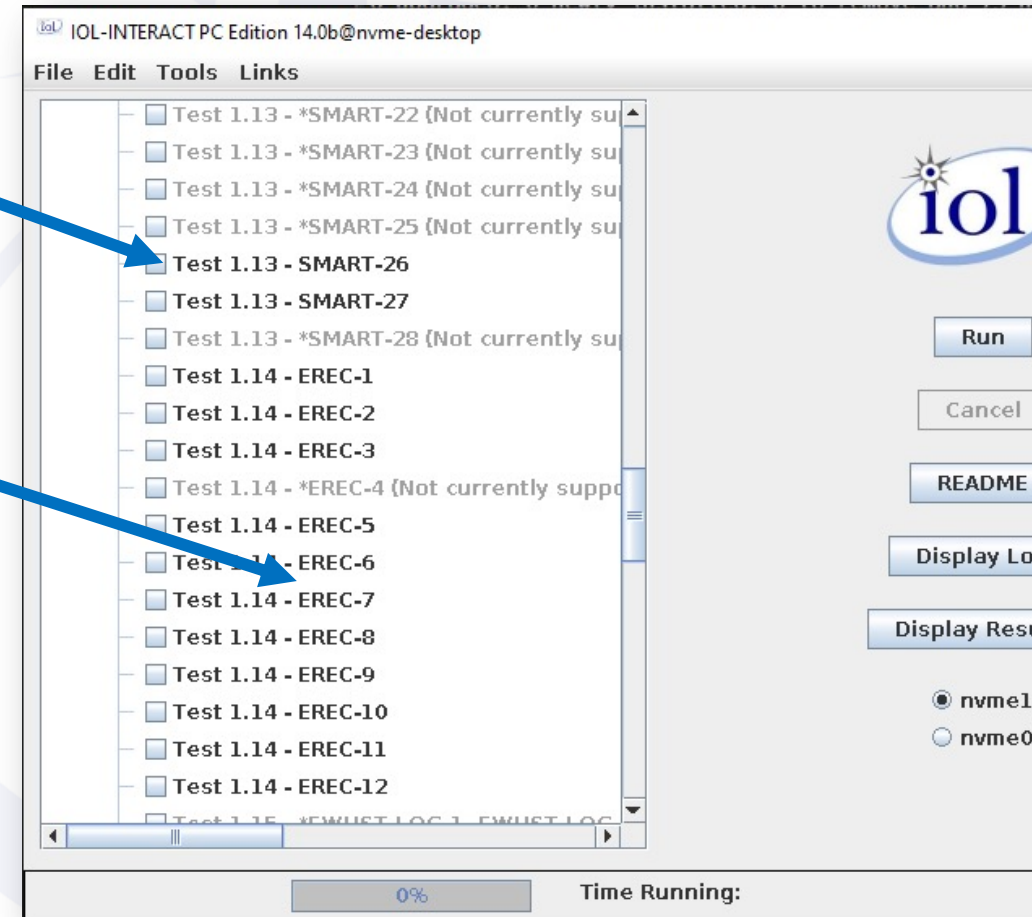 IOL-INTERACT PC Edition 14.0b@nvme-desktop
File Edit Tools Links
Test 1.13 - *SMART-22 (Not currently
Test 1.13 - *SMART-23 (Not currently
Test 1.13 - *SMART-24 (Not currently
Test 1.13 - *SMART-25 (Not currently
Test 1.13 - SMART-26
Test 1.13 - SMART-27
Test 1.13 - *SMART-28 (Not currently
Test 1.14 - EREC-1
Test 1.14 - EREC-2
Test 1.14 - EREC-3
Test 1.14 - *EREC-4 (Not currently
Test 1.14 - EREC-5
Test 1.14 - EREC-6
Test 1.14 - EREC-7
Test 1.14 - EREC-8
Test 1.14 - EREC-9
Test 1.14 - EREC-10
Test 1.14 - EREC-11
Test 1.14 - EREC-12
iol
Run
Cancel
README
Display Lo
Display Resu
nvme1
nvme0
0%
Time Running: